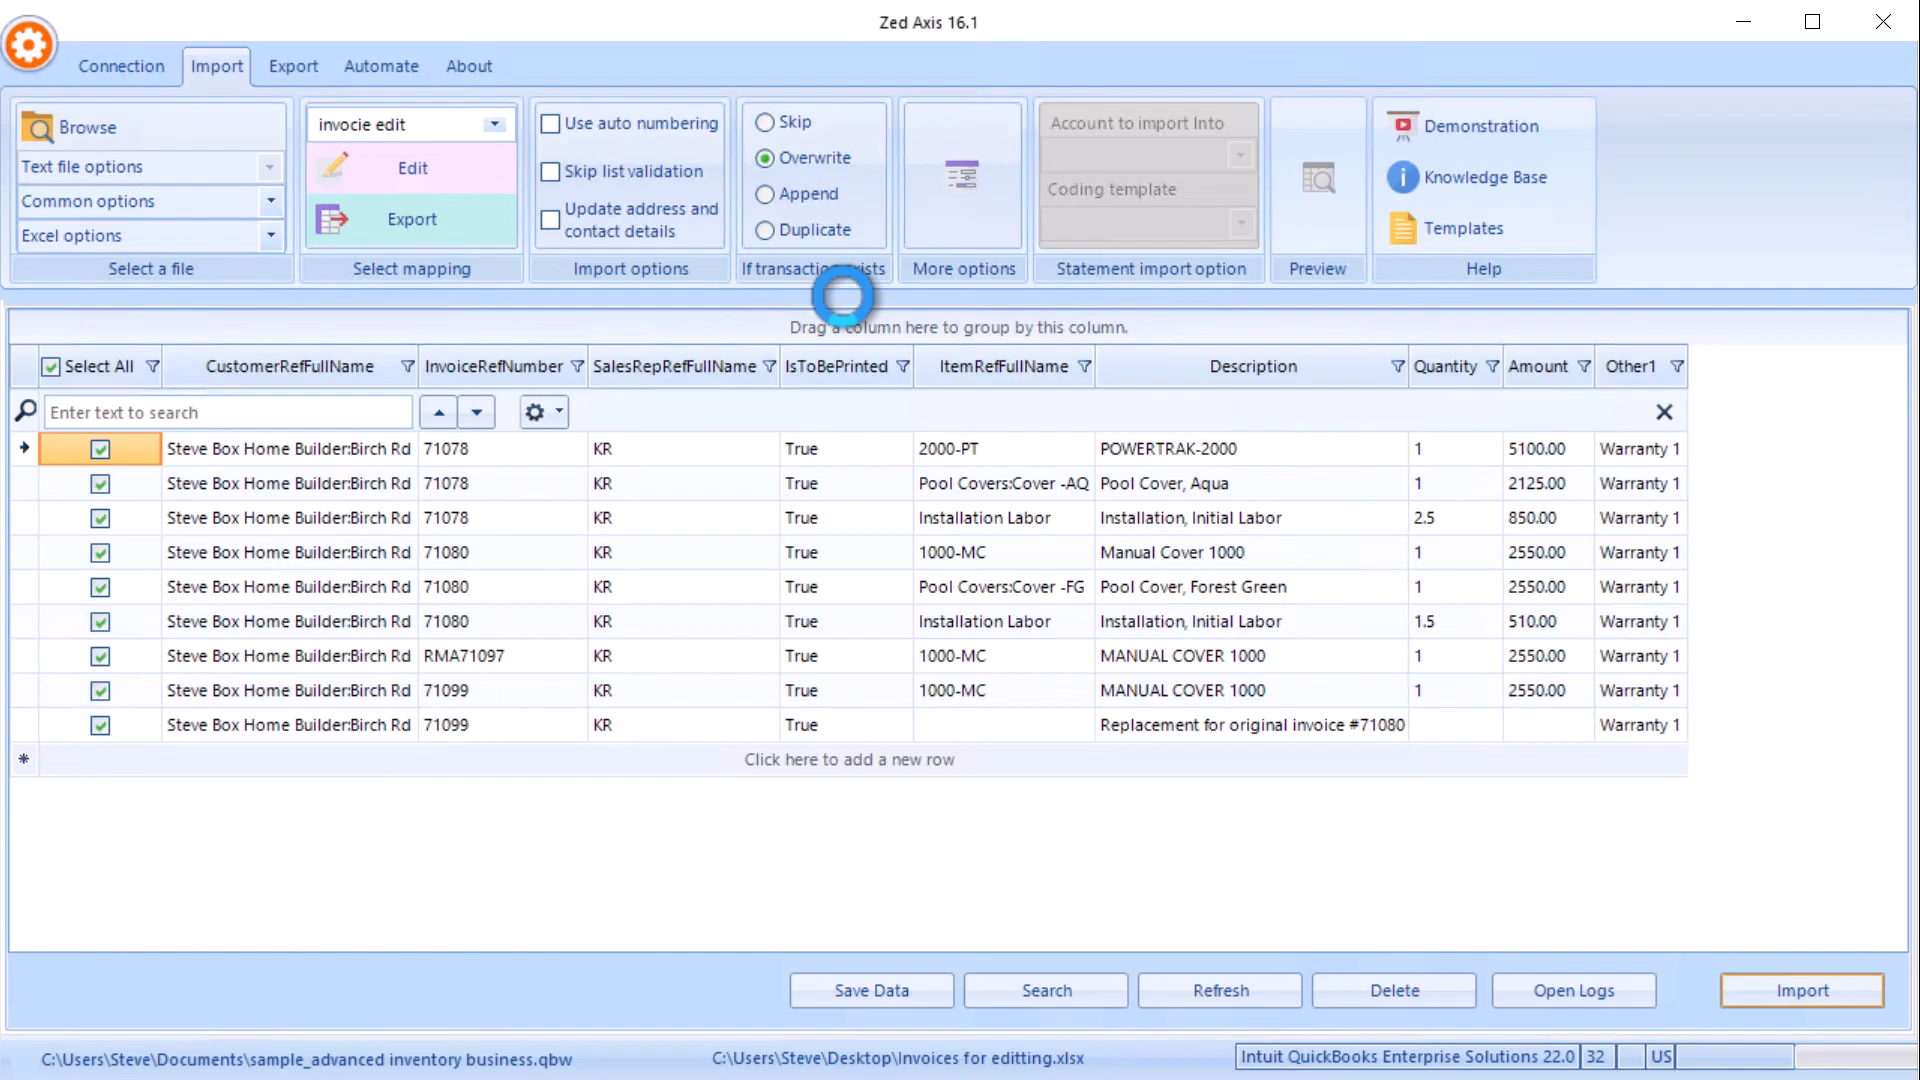 Zed Axis 16.1
Connection Import Export Automate About
Browse
Text file options
Common options
Excel options
Select a file
invocie edit
Edit
Export
Select mapping
Use auto numbering
Skip list validation
Update address and
contact details
Import options
Skip
Overwrite
Append
Duplicate
If transaction exists
More options
Account to import Into
Coding template
Statement import option
Preview
Demonstration
Knowledge Base
Templates
Help
Drag a column here to group by this column.
Select All CustomerRefFullName InvoiceRefNumber SalesRepRefFullName IsToBePrinted ItemRefFullName Description Quantity Amount Other1
Enter text to search
Steve Box Home Builder:Birch Rd 71078 KR True 2000-PT POWERTRAK-2000 1 5100.00 Warranty 1
Steve Box Home Builder:Birch Rd 71078 KR True Pool Covers:Cover -AQ Pool Cover, Aqua 1 2125.00 Warranty 1
Steve Box Home Builder:Birch Rd 71078 KR True Installation Labor Installation, Initial Labor 2.5 850.00 Warranty 1
Steve Box Home Builder:Birch Rd 71080 KR True 1000-MC Manual Cover 1000 1 2550.00 Warranty 1
Steve Box Home Builder:Birch Rd 71080 KR True Pool Covers:Cover -FG Pool Cover, Forest Green 1 2550.00 Warranty 1
Steve Box Home Builder:Birch Rd 71080 KR True Installation Labor Installation, Initial Labor 1.5 510.00 Warranty 1
Steve Box Home Builder:Birch Rd RMA71097 KR True 1000-MC MANUAL COVER 1000 1 2550.00 Warranty 1
Steve Box Home Builder:Birch Rd 71099 KR True 1000-MC MANUAL COVER 1000 1 2550.00 Warranty 1
Steve Box Home Builder:Birch Rd 71099 KR True Replacement for original invoice #71080 Warranty 1
Click here to add a new row
Save Data Search Refresh Delete Open Logs Import
C:\Users\Steve\Documents\sample_advanced inventory business.qbw C:\Users\Steve\Desktop\Invoices for editting.xlsx Intuit QuickBooks Enterprise Solutions 22.0 32 US